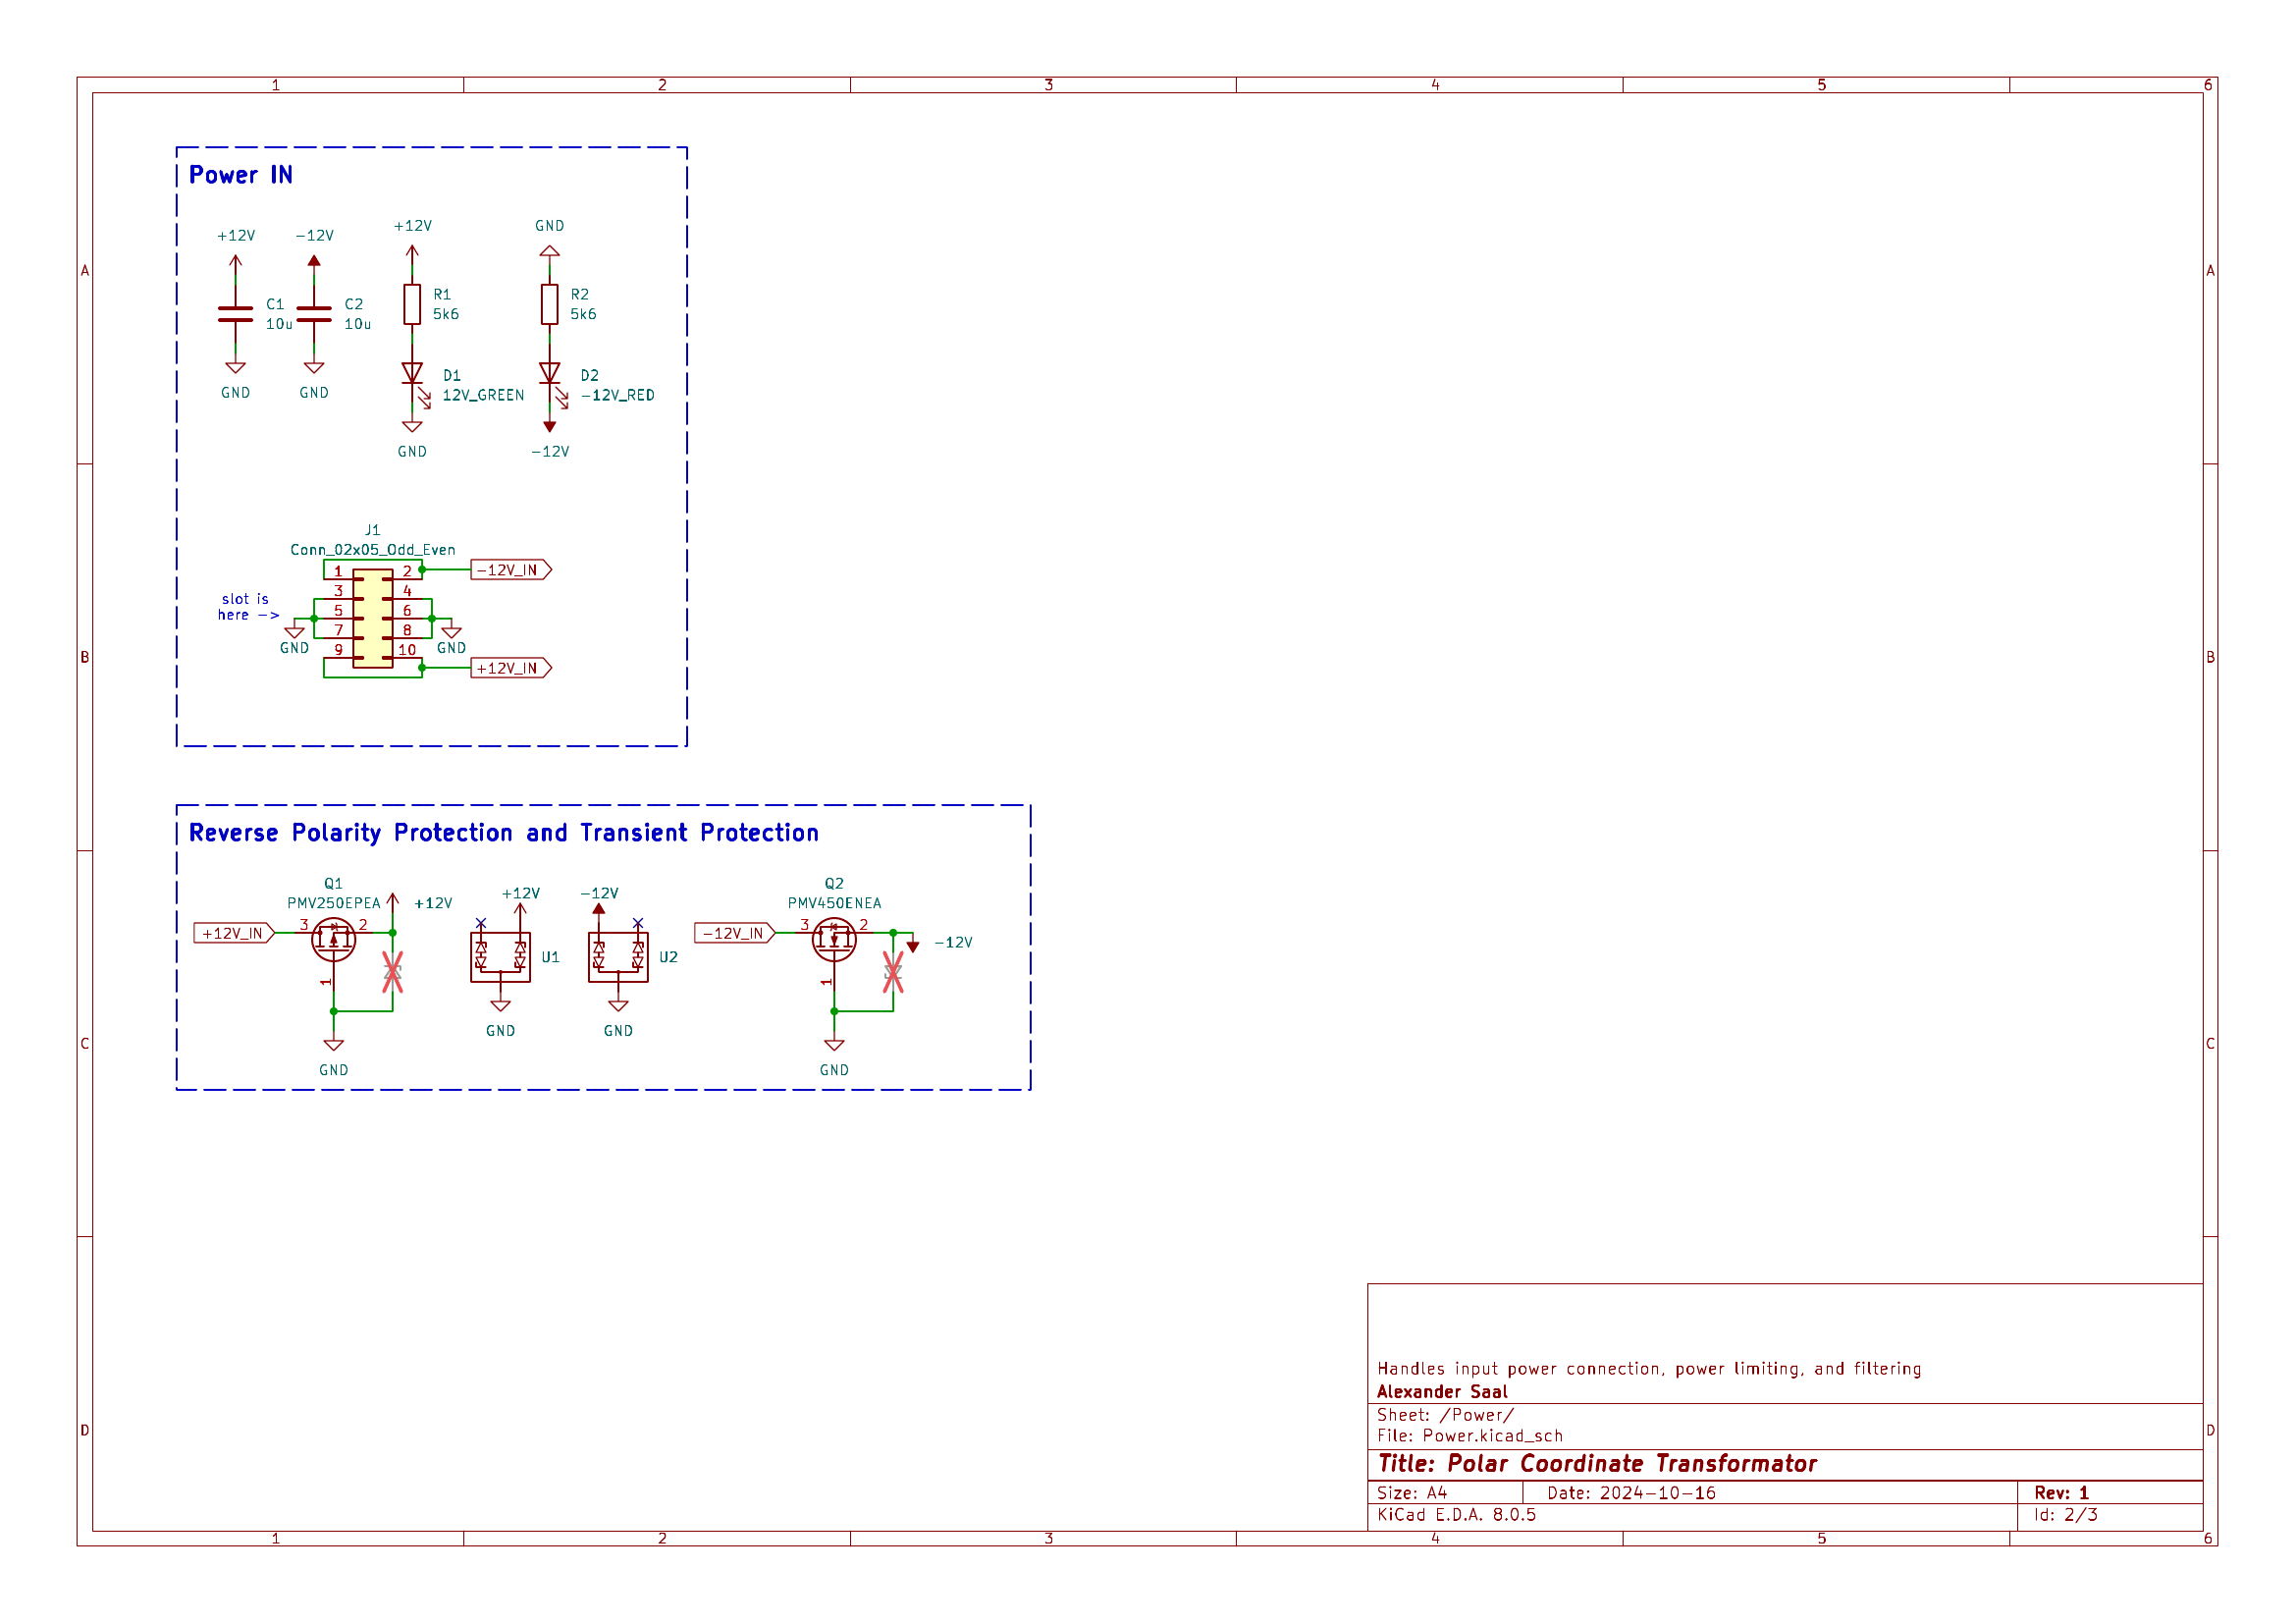 1 2 3 4 5 6
A
A
B
B
C
C
D
D
Power IN
+12V
-12V
+12V
GND
C1
10u
C2
10u
R1
5k6
R2
5k6
GND
GND
D1
12V_GREEN
D2
-12V_RED
GND
-12V
J1
Conn_02x05_Odd_Even
1 2
3 4
5 6
7 8
9 10
-12V_IN
slot is
here ->
GND
GND
+12V_IN
Reverse Polarity Protection and Transient Protection
Q1
PMV250EPEA
+12V
+12V_IN
3 2
1
GND
+12V
U1
GND
-12V
U2
GND
Q2
PMV450ENEA
-12V_IN
3 2
1
-12V
GND
Handles input power connection, power limiting, and filtering
Alexander Saal
Sheet: /Power/
File: Power.kicad_sch
Title: Polar Coordinate Transformator
Size: A4 Date: 2024-10-16 Rev: 1
KiCad E.D.A. 8.0.5 Id: 2/3
1 2 3 4 5 6